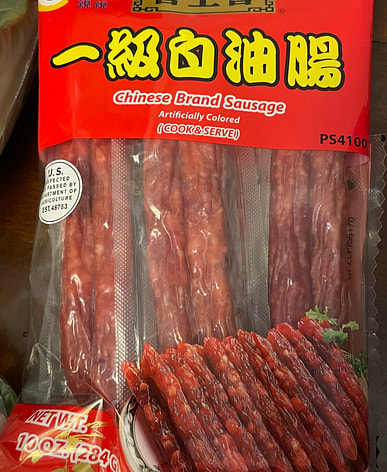 一級白油腸
Chinese Brand Sausage
Artificially Colored
(COOK & SERVE)
PS4100
U.S.
INSPECTED
AND PASSED BY
DEPARTMENT OF
AGRICULTURE
EST.46783
NET WT.
10 OZ. (284G